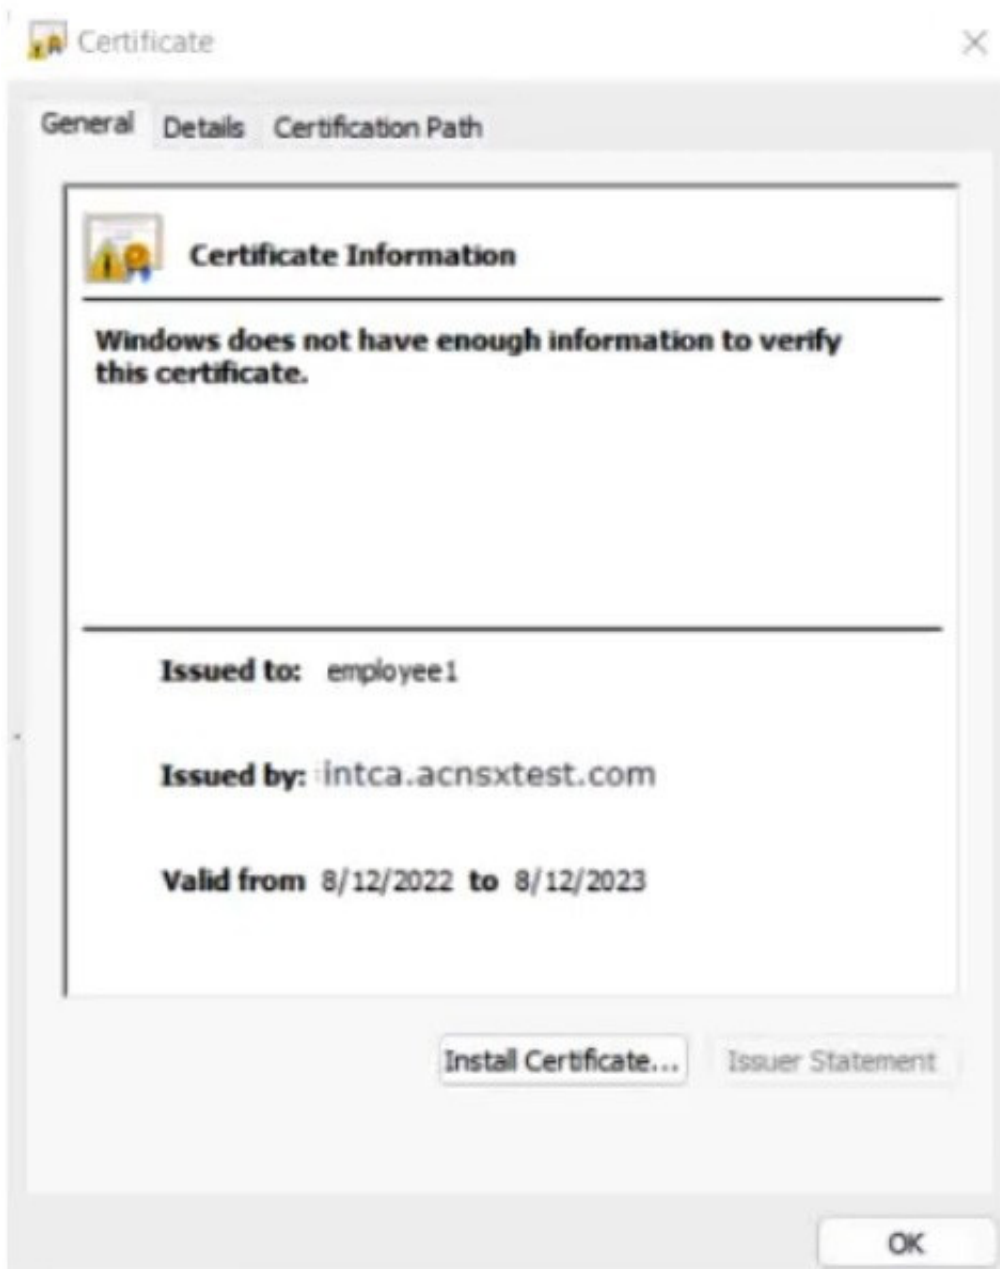 Certificate
General Details Certification Path
Certificate Information
Windows does not have enough information to verify
this certificate.
Issued to: employee1
Issued by: intca.acnsxtest.com
Valid from 8/12/2022 to 8/12/2023
Install Certificate... Issuer Statement
OK